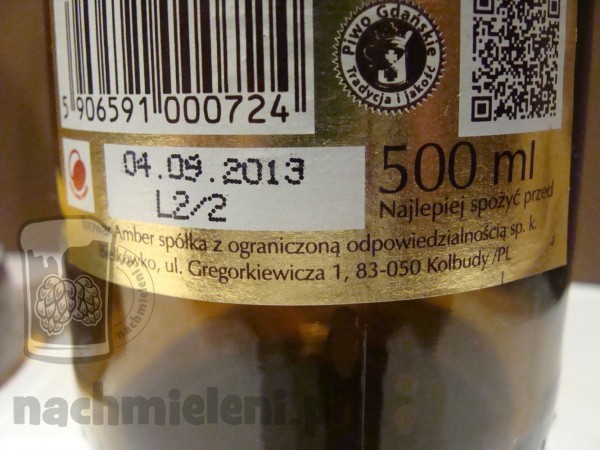 Piwo Gdańskie
tradycja i jakość
5 906591 000724
04.09.2013
L2/2
500 ml
Najlepiej spożyć przed
Amber spółka z ograniczoną odpowiedzialnością sp. k.
Bielkówko, ul. Gregorkiewicza 1, 83-050 Kolbudy /PL
nachmieleni
nachmieleni.pl